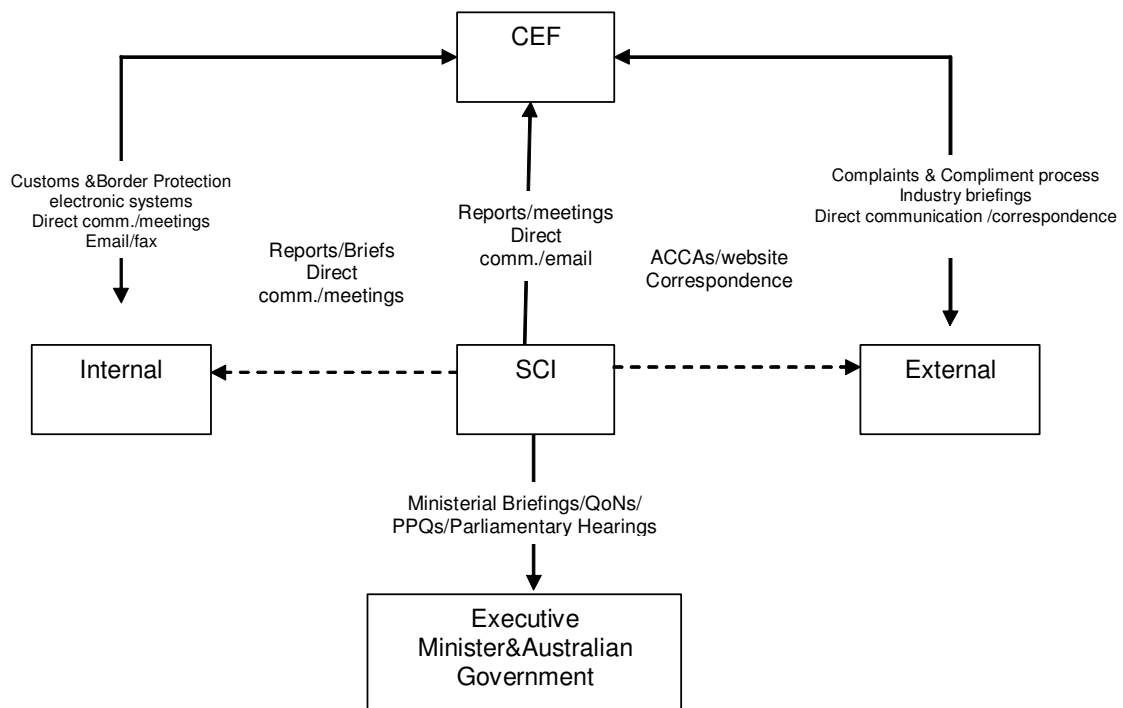 CEF
Customs &Border Protection
electronic systems
Direct comm./meetings
Email/fax
Complaints & Compliment process
Industry briefings
Direct communication /correspondence
Reports/meetings
Direct
comm./email
Reports/Briefs
Direct
comm./meetings
ACCAs/website
Correspondence
Internal
SCI
External
Ministerial Briefings/QoNs/
PPQs/Parliamentary Hearings
Executive
Minister&Australian
Government